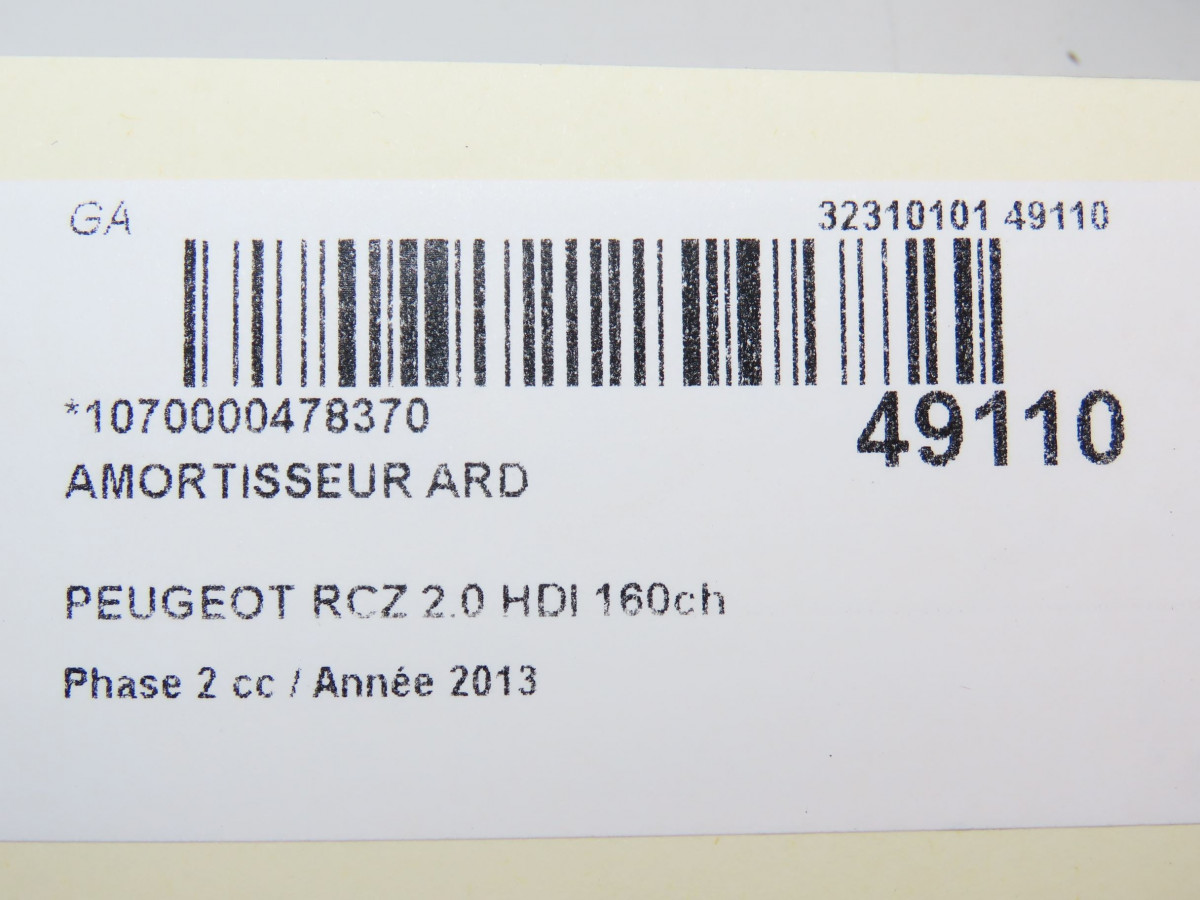 GA 32310101 49110
*1070000478370
49110
AMORTISSEUR ARD
PEUGEOT RCZ 2.0 HDI 160ch
Phase 2 cc / Année 2013